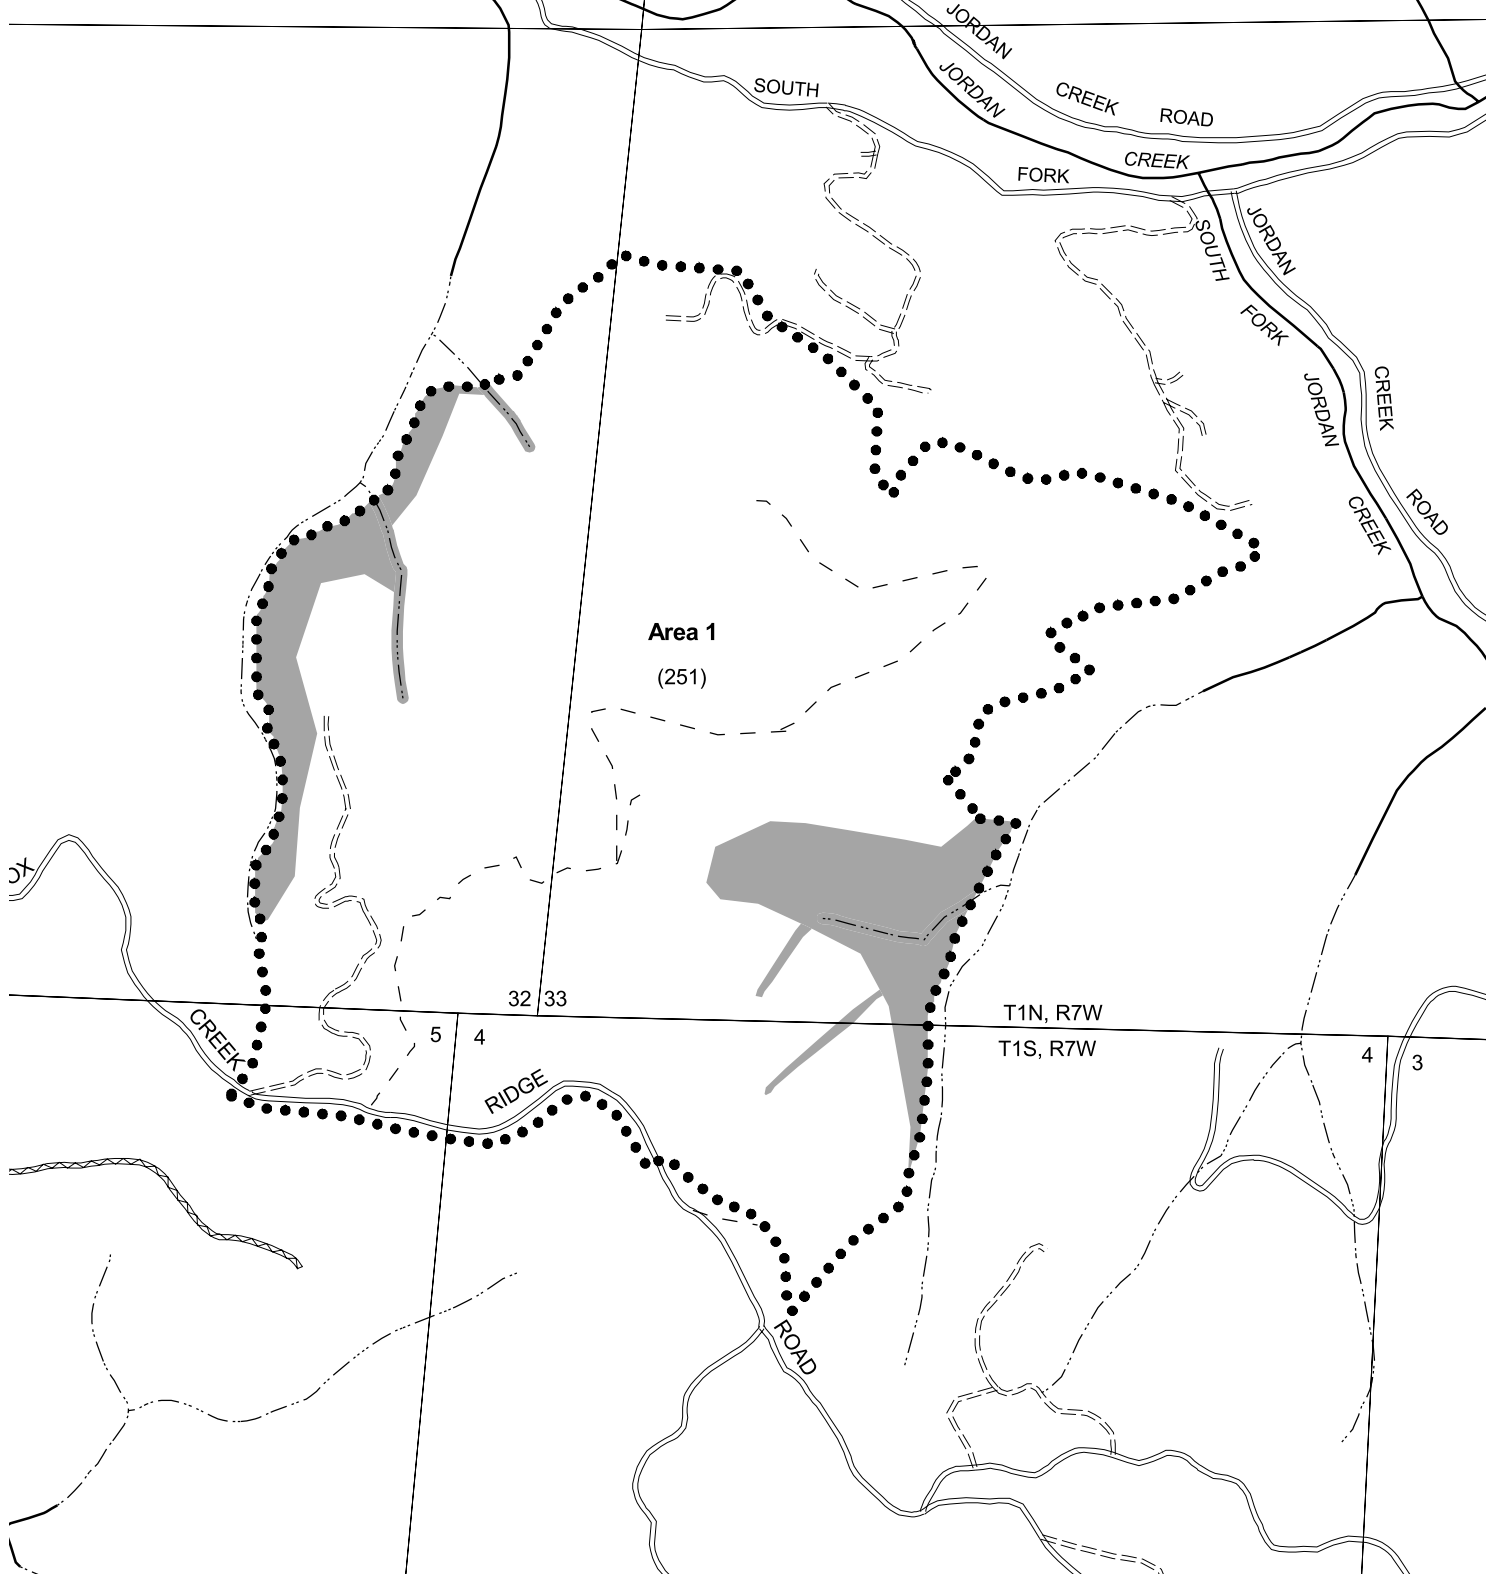 JORDAN
CREEK
ROAD
JORDAN
CREEK
SOUTH
FORK
JORDAN
CREEK
ROAD
SOUTH
FORK
JORDAN
CREEK
Area 1
(251)
OX
CREEK
RIDGE
ROAD
32 33
5 4
T1N, R7W
T1S, R7W
4 3